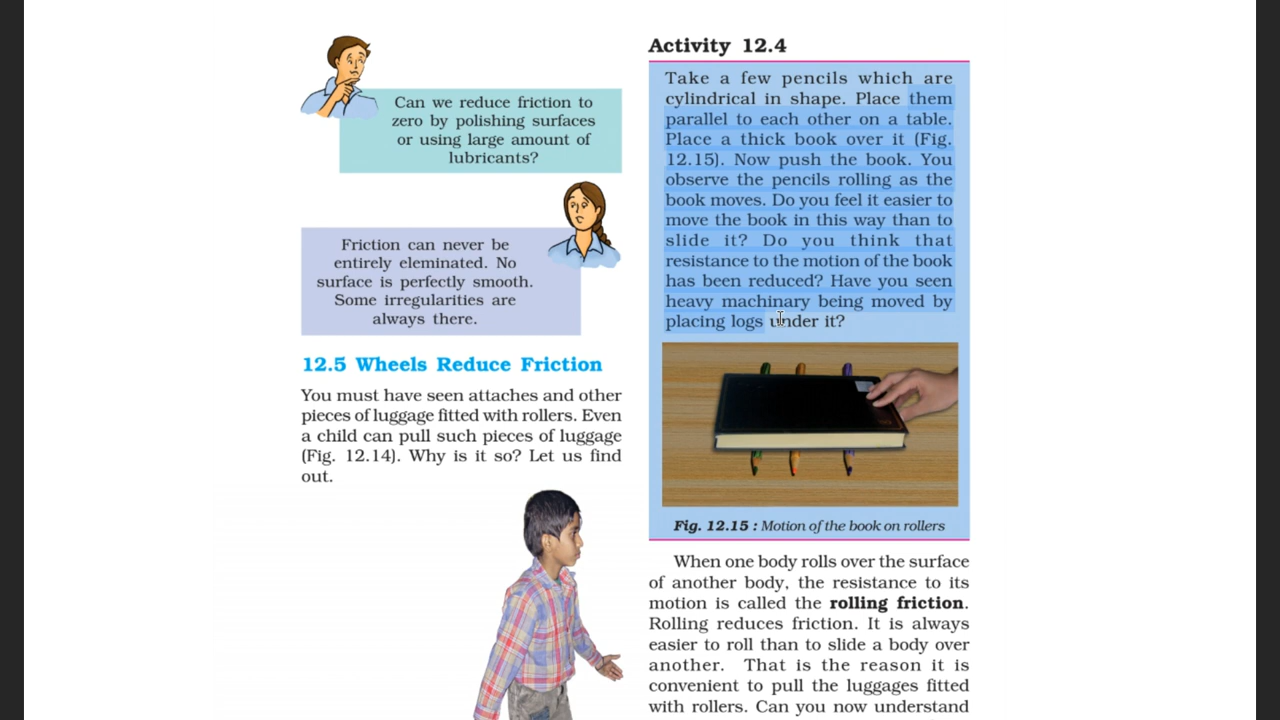 Can we reduce friction to
zero by polishing surfaces
or using large amount of
lubricants?
Friction can never be
entirely eleminated. No
surface is perfectly smooth.
Some irregularities are
always there.
12.5 Wheels Reduce Friction
You must have seen attaches and other
pieces of luggage fitted with rollers. Even
a child can pull such pieces of luggage
(Fig. 12.14). Why is it so? Let us find
out.
Activity 12.4
Take a few pencils which are
cylindrical in shape. Place them
parallel to each other on a table.
Place a thick book over it (Fig.
12.15). Now push the book. You
observe the pencils rolling as the
book moves. Do you feel it easier to
move the book in this way than to
slide it? Do you think that
resistance to the motion of the book
has been reduced? Have you seen
heavy machinary being moved by
placing logs under it?
Fig. 12.15 : Motion of the book on rollers
When one body rolls over the surface
of another body, the resistance to its
motion is called the rolling friction.
Rolling reduces friction. It is always
easier to roll than to slide a body over
another. That is the reason it is
convenient to pull the luggages fitted
with rollers. Can you now understand